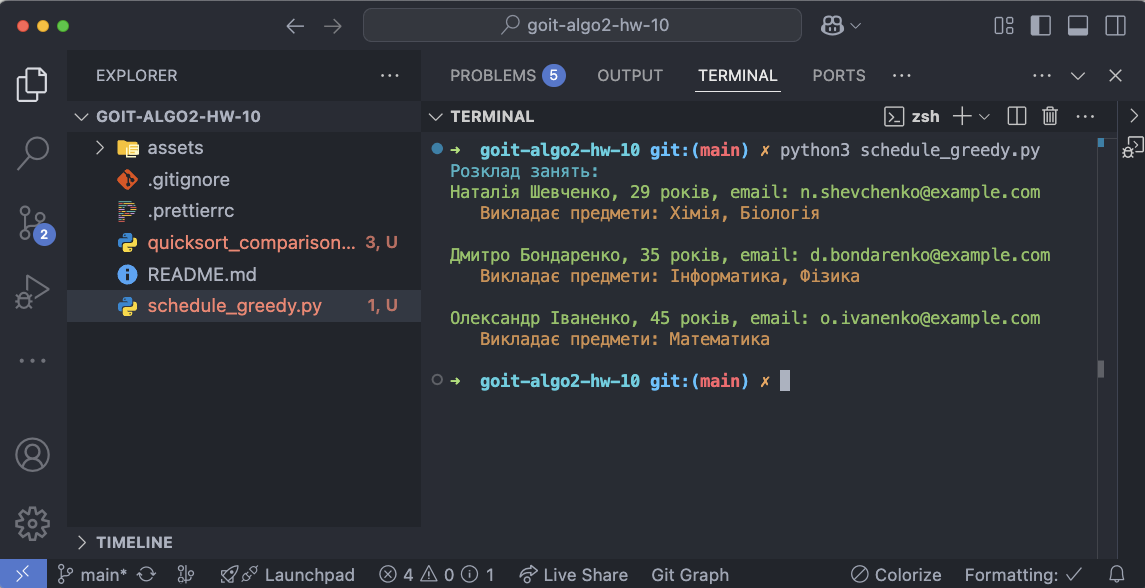 goit-algo2-hw-10
EXPLORER
GOIT-ALGO2-HW-10
assets
.gitignore
.prettierrc
quicksort_comparison... 3, U
README.md
schedule_greedy.py 1, U
TIMELINE
PROBLEMS 5 OUTPUT TERMINAL PORTS
TERMINAL
zsh
➜ goit-algo2-hw-10 git:(main) ✗ python3 schedule_greedy.py
Розклад занять:
Наталія Шевченко, 29 років, email: n.shevchenko@example.com
Викладає предмети: Хімія, Біологія
Дмитро Бондаренко, 35 років, email: d.bondarenko@example.com
Викладає предмети: Інформатика, Фізика
Олександр Іваненко, 45 років, email: o.ivanenko@example.com
Викладає предмети: Математика
➜ goit-algo2-hw-10 git:(main) ✗
2
main* Launchpad 4 0 1 Live Share Git Graph Colorize Formatting: ✓